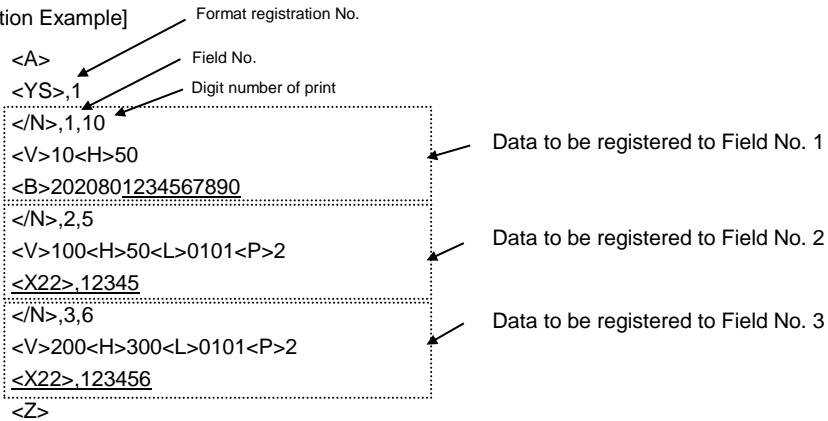 tion Example]
Format registration No.
<A>
Field No.
<YS>,1
Digit number of print
</N>,1,10
Data to be registered to Field No. 1
<V>10<H>50
<B>2020801234567890
</N>,2,5
Data to be registered to Field No. 2
<V>100<H>50<L>0101<P>2
<X22>,12345
</N>,3,6
Data to be registered to Field No. 3
<V>200<H>300<L>0101<P>2
<X22>,123456
<Z>